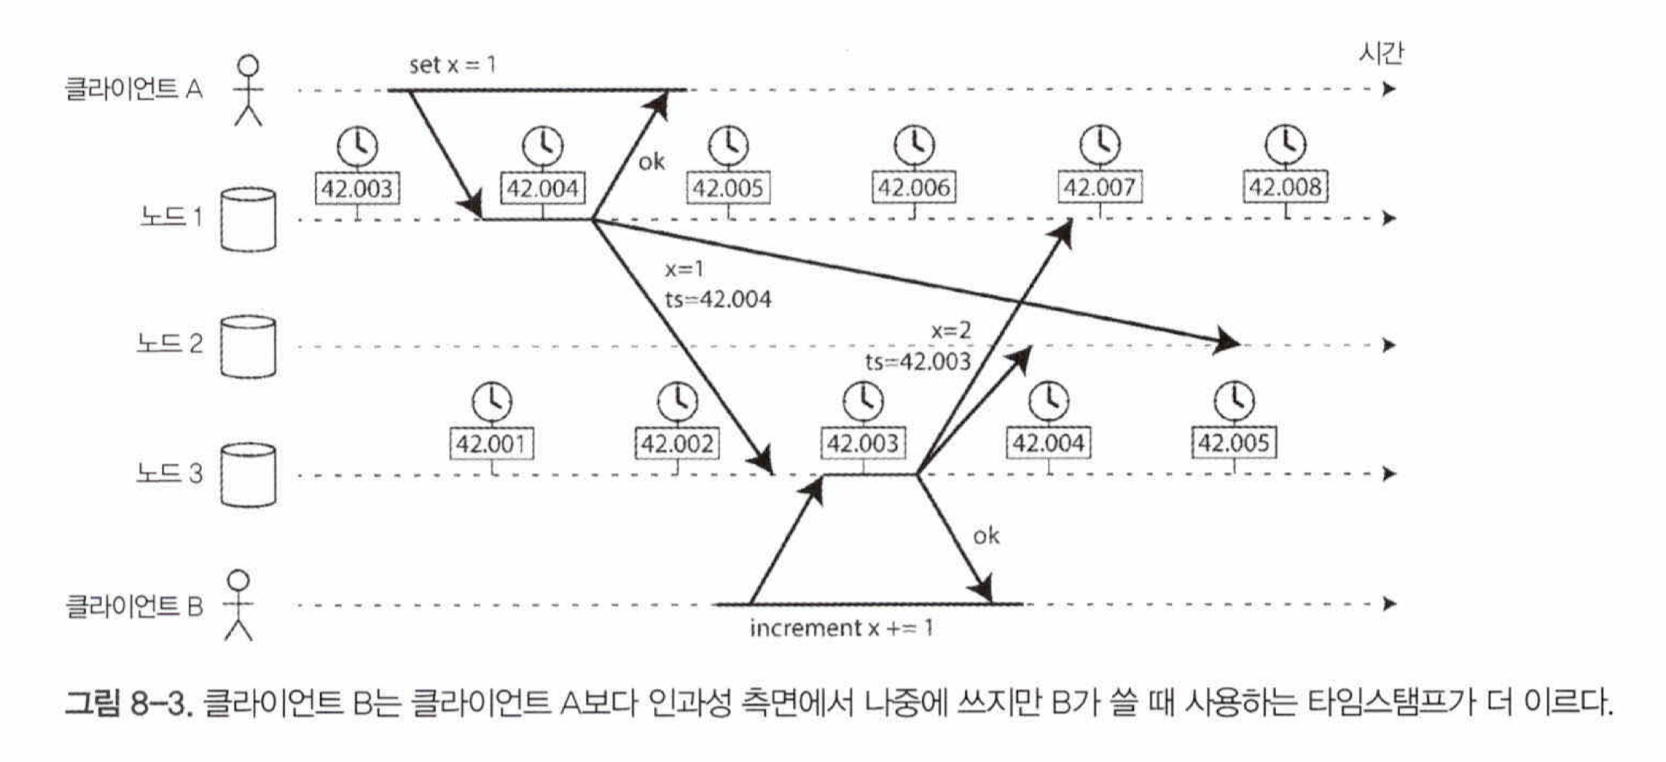 시간
set x = 1
클라이언트 A
ok
42.003
42.004
42.005
42.006
42.007
42.008
노드 1
x=1
ts=42.004
x=2
ts=42.003
노드 2
42.001
42.002
42.003
42.004
42.005
노드 3
ok
클라이언트 B
increment x += 1
그림 8-3. 클라이언트 B는 클라이언트 A보다 인과성 측면에서 나중에 쓰지만 B가 쓸 때 사용하는 타임스탬프가 더 이르다.